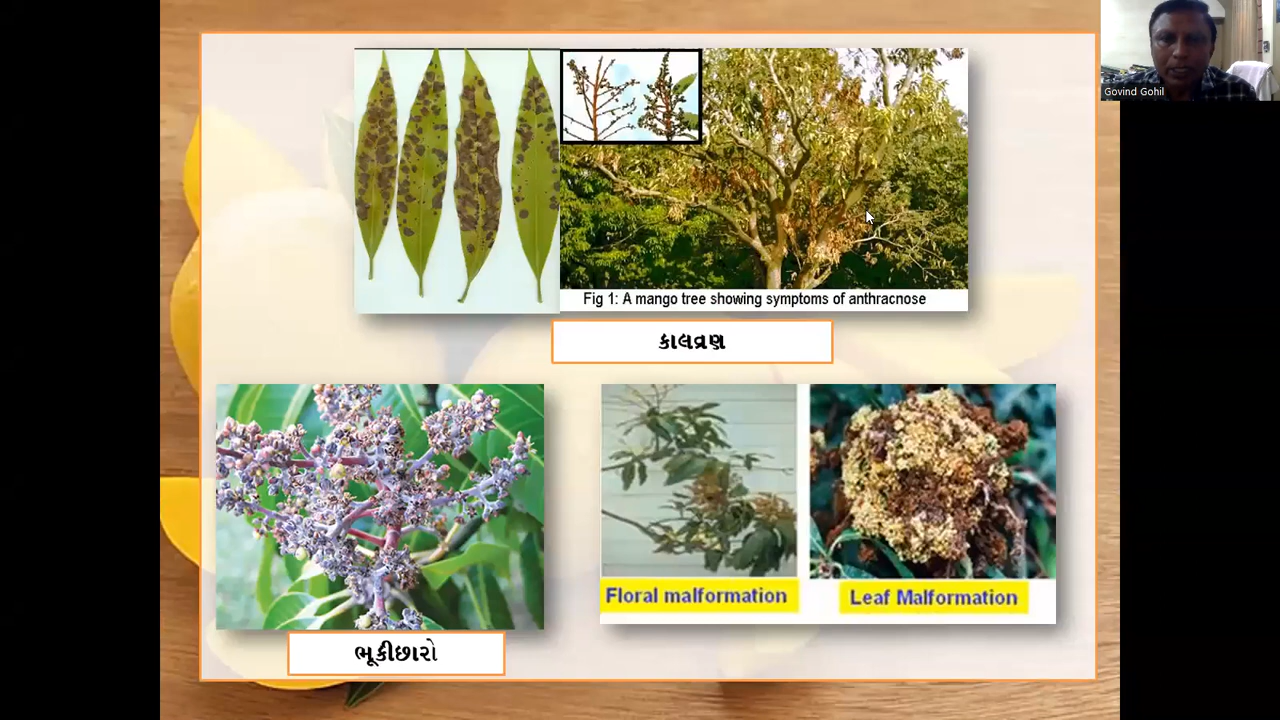 Govind Gohil
Fig 1: A mango tree showing symptoms of anthracnose
કાલવ્રણ
Floral malformation
Leaf Malformation
ભૂકીછારો